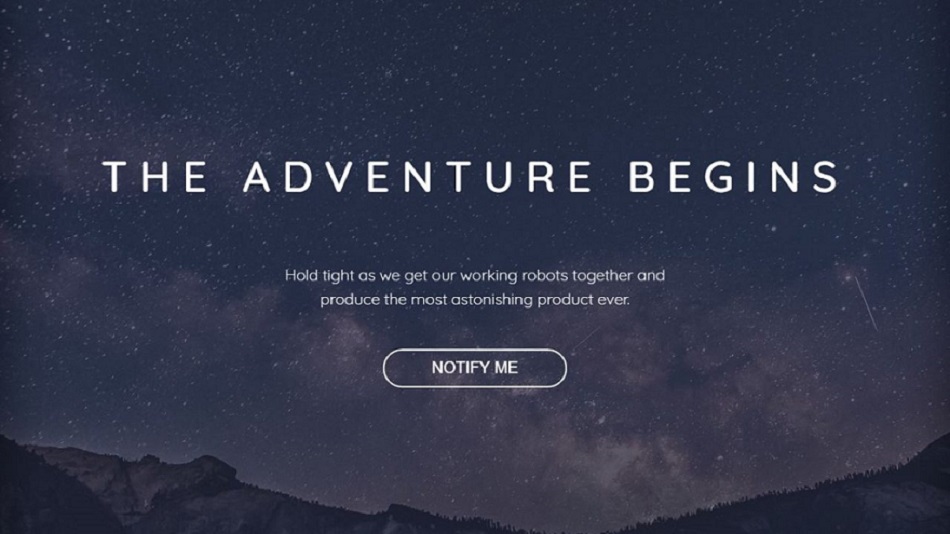 THE ADVENTURE BEGINS
Hold tight as we get our working robots together and
produce the most astonishing product ever.
NOTIFY ME